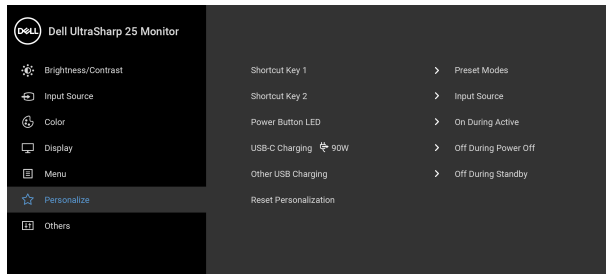 DELL Dell UltraSharp 25 Monitor
Brightness/Contrast
Input Source
Color
Display
Menu
Personalize
Others
Shortcut Key 1 > Preset Modes
Shortcut Key 2 > Input Source
Power Button LED > On During Active
USB-C Charging 90W > Off During Power Off
Other USB Charging > Off During Standby
Reset Personalization